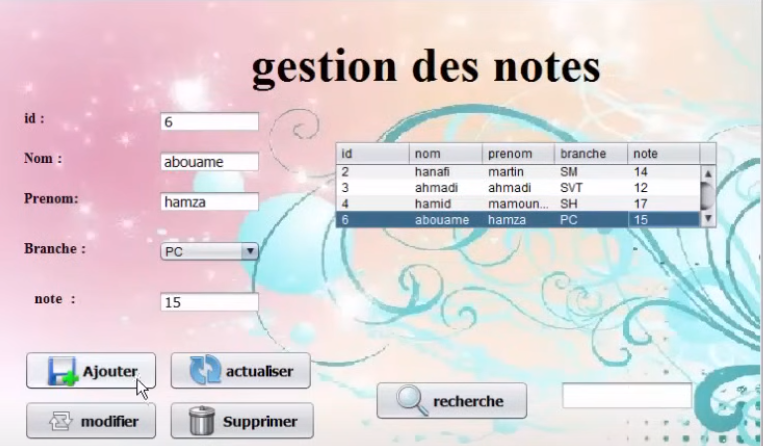 gestion des notes
id : 6
Nom : abouame
Prenom: hamza
Branche : PC
note : 15
id nom prenom branche note
2 hanafi martin SM 14
3 ahmadi ahmadi SVT 12
4 hamid mamoun... SH 17
6 abouame hamza PC 15
Ajouter actualiser
modifier Supprimer
recherche